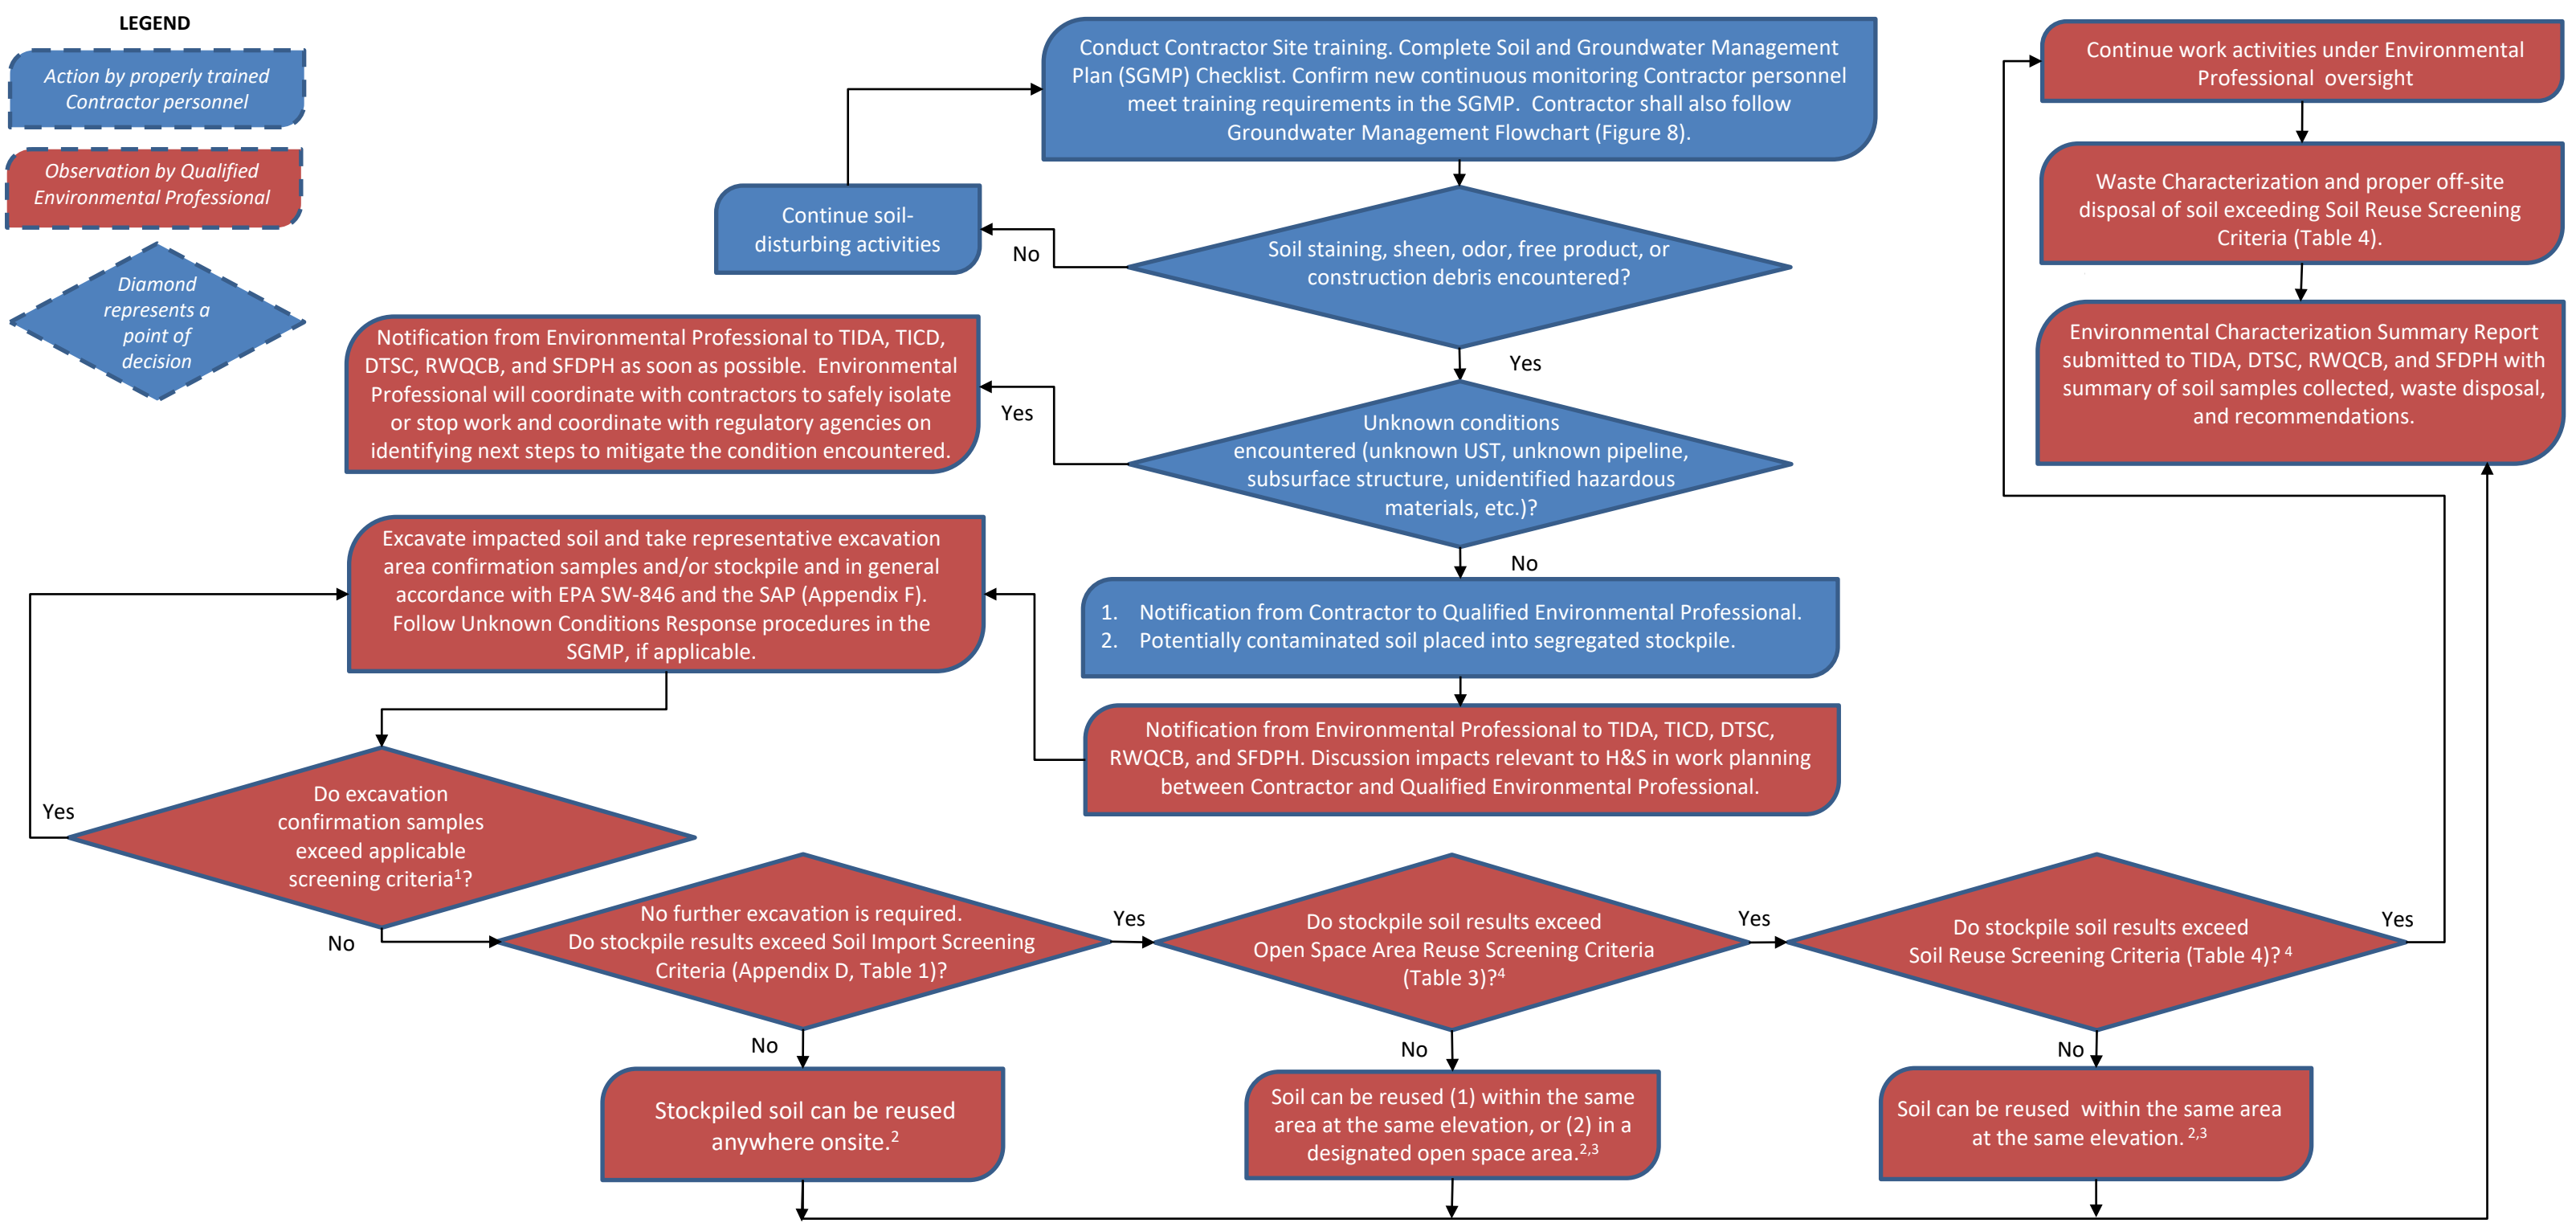 LEGEND
Action by properly trained
Contractor personnel
Observation by Qualified
Environmental Professional
Diamond
represents a
point of
decision
Conduct Contractor Site training. Complete Soil and Groundwater Management
Plan (SGMP) Checklist. Confirm new continuous monitoring Contractor personnel
meet training requirements in the SGMP.  Contractor shall also follow
Groundwater Management Flowchart (Figure 8).
Continue soil-
disturbing activities
No
Soil staining, sheen, odor, free product, or
construction debris encountered?
Yes
Notification from Environmental Professional to TIDA, TICD,
DTSC, RWQCB, and SFDPH as soon as possible.  Environmental
Professional will coordinate with contractors to safely isolate
or stop work and coordinate with regulatory agencies on
identifying next steps to mitigate the condition encountered.
Yes
Unknown conditions
encountered (unknown UST, unknown pipeline,
subsurface structure, unidentified hazardous
materials, etc.)?
No
1. Notification from Contractor to Qualified Environmental Professional.
2. Potentially contaminated soil placed into segregated stockpile.
Notification from Environmental Professional to TIDA, TICD, DTSC,
RWQCB, and SFDPH. Discussion impacts relevant to H&S in work planning
between Contractor and Qualified Environmental Professional.
Excavate impacted soil and take representative excavation
area confirmation samples and/or stockpile and in general
accordance with EPA SW-846 and the SAP (Appendix F).
Follow Unknown Conditions Response procedures in the
SGMP, if applicable.
Yes
Do excavation
confirmation samples
exceed applicable
screening criteria¹?
No
No further excavation is required.
Do stockpile results exceed Soil Import Screening
Criteria (Appendix D, Table 1)?
Yes
No
Stockpiled soil can be reused
anywhere onsite.²
Do stockpile soil results exceed
Open Space Area Reuse Screening Criteria
(Table 3)?⁴
Yes
No
Soil can be reused (1) within the same
area at the same elevation, or (2) in a
designated open space area.²,³
Do stockpile soil results exceed
Soil Reuse Screening Criteria (Table 4)? ⁴
Yes
No
Soil can be reused  within the same area
at the same elevation. ²,³
Continue work activities under Environmental
Professional  oversight
Waste Characterization and proper off-site
disposal of soil exceeding Soil Reuse Screening
Criteria (Table 4).
Environmental Characterization Summary Report
submitted to TIDA, DTSC, RWQCB, and SFDPH with
summary of soil samples collected, waste disposal,
and recommendations.